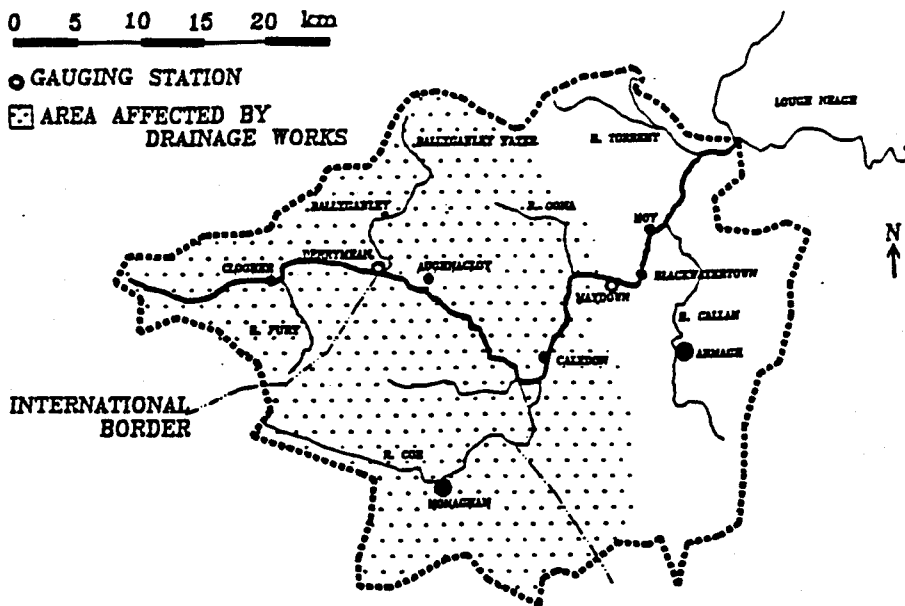 0 5 10 15 20 km
GAUGING STATION
AREA AFFECTED BY
DRAINAGE WORKS
LOUGH NEAGH
R. TORRENT
BALLYGAWLEY WATER
BALLYGAWLEY
R. OONA
MOY
N
DERRYMEAN
CLOGHER
AUGHNACLOY
BLACKWATERTOWN
MAYDOWN
R. FURY
R. CALLAN
CALEDON
ARMAGH
INTERNATIONAL
BORDER
R. COR
MONAGHAN